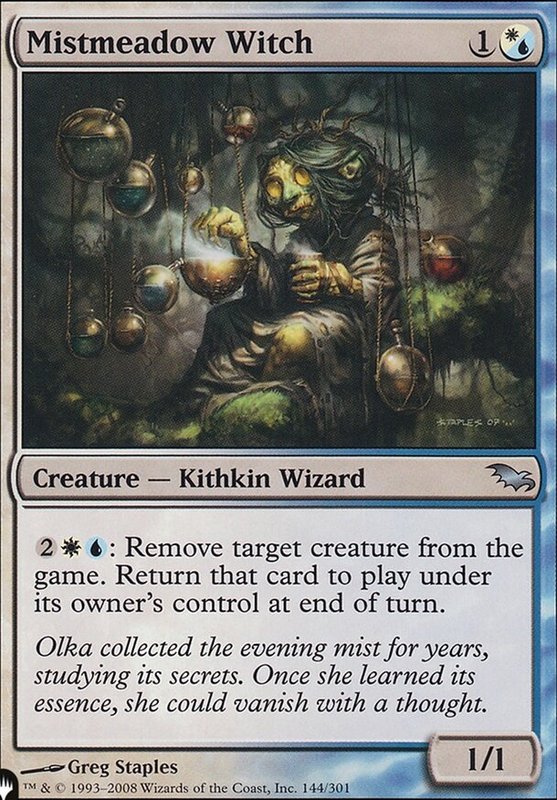 Mistmeadow Witch 1
Creature — Kithkin Wizard
2: Remove target creature from the
game. Return that card to play under
its owner's control at end of turn.
Olka collected the evening mist for years,
studying its secrets. Once she learned its
essence, she could vanish with a thought.
1/1
Greg Staples
™ & © 1993–2008 Wizards of the Coast, Inc. 144/301
STAPLES 07